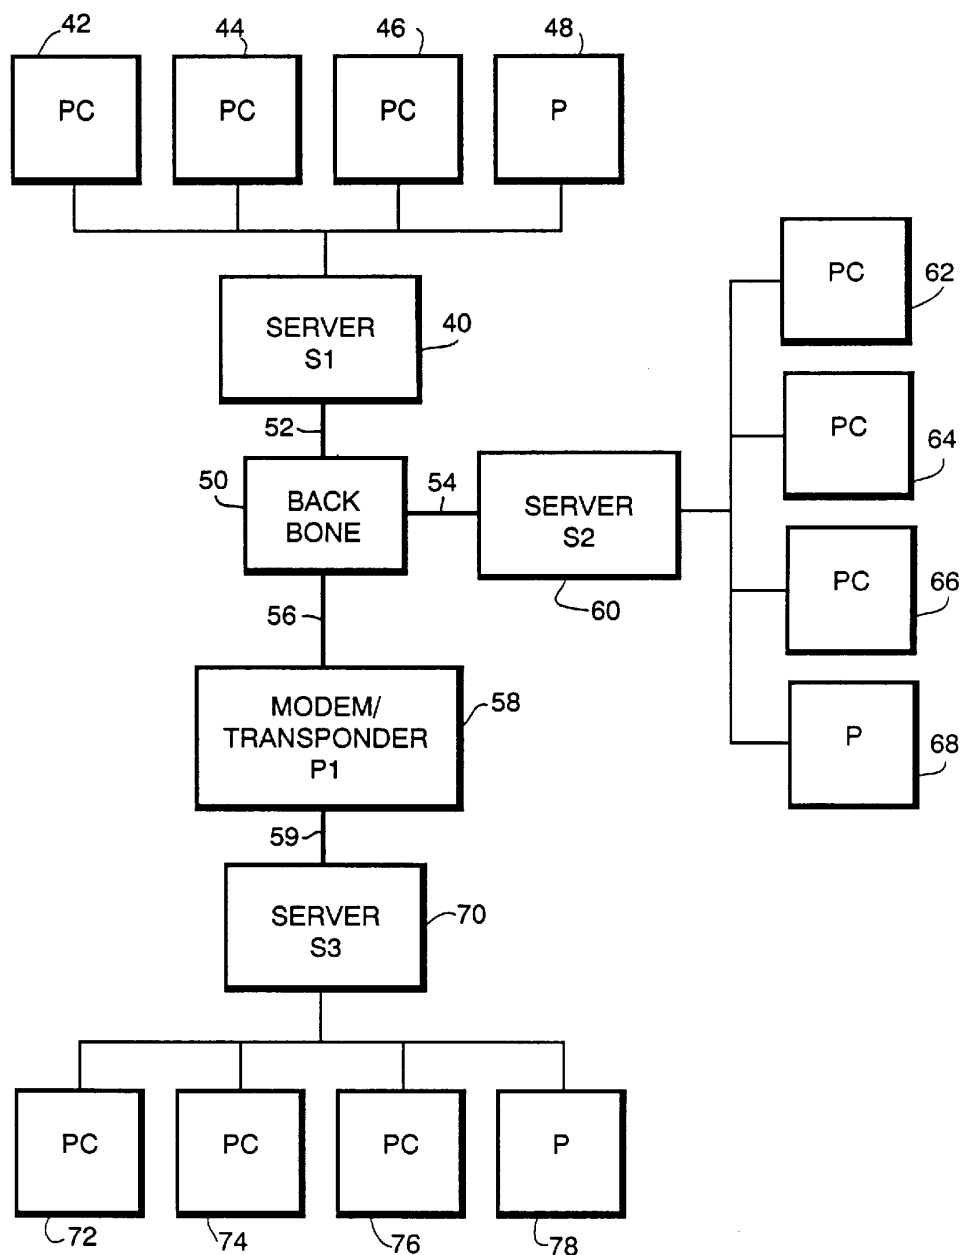 42
44
46
48
PC
PC
PC
P
SERVER
S1
40
52
50
BACK
BONE
54
SERVER
S2
60
PC
62
PC
64
PC
66
P
68
56
MODEM/
TRANSPONDER
P1
58
59
SERVER
S3
70
PC
PC
PC
P
72
74
76
78